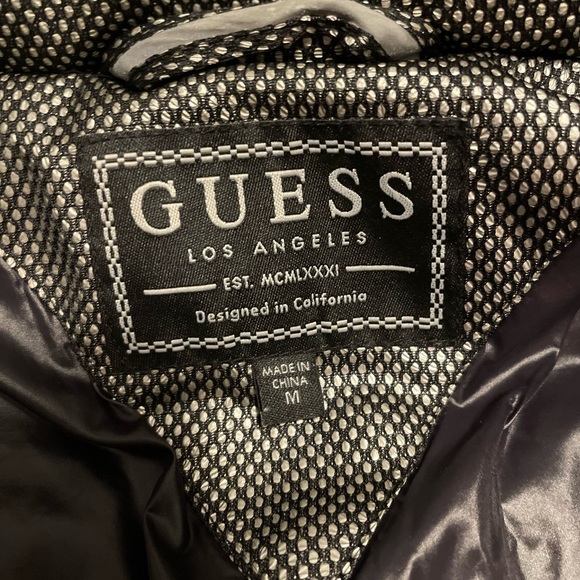 GUESS
LOS ANGELES
EST. MCMLXXXI
Designed in California
MADE IN
CHINA
M